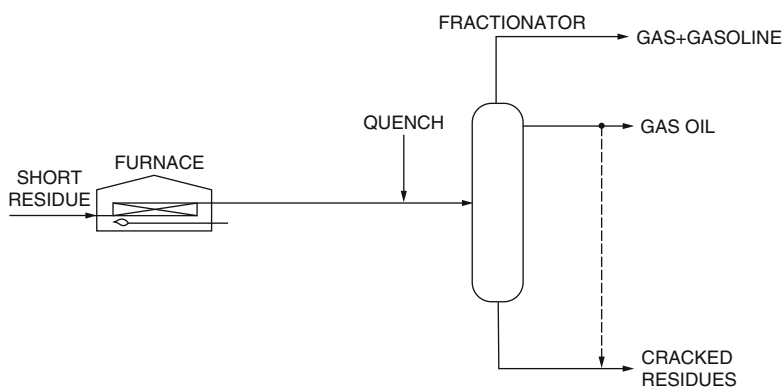 FRACTIONATOR
GAS+GASOLINE
QUENCH
GAS OIL
FURNACE
SHORT
RESIDUE
CRACKED
RESIDUES